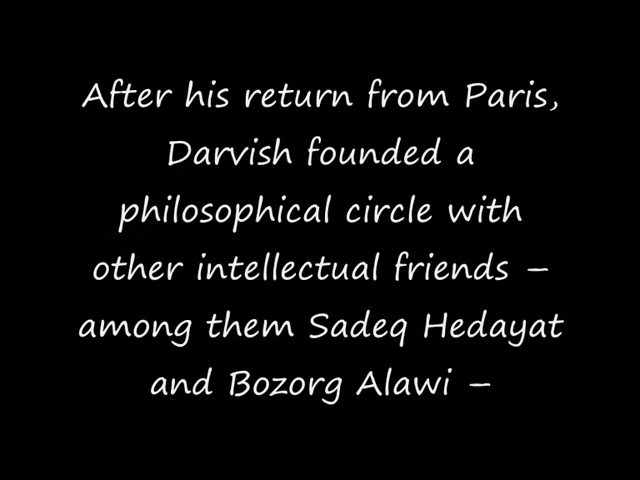 After his return from Paris,
Darvish founded a
philosophical circle with
other intellectual friends –
among them Sadeq Hedayat
and Bozorg Alawi –